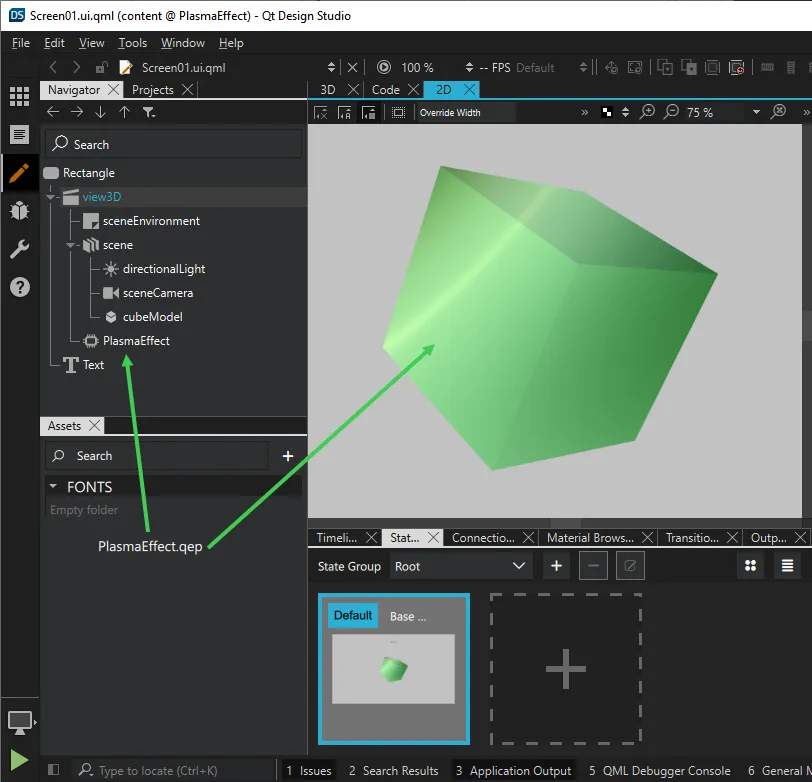 DS Screen01.ui.qml (content @ PlasmaEffect) - Qt Design Studio
File Edit View Tools Window Help
Screen01.ui.qml 100 % -- FPS Default
Navigator Projects 3D Code 2D
Override Width 75 %
Search
Rectangle
view3D
sceneEnvironment
scene
directionalLight
sceneCamera
cubeModel
PlasmaEffect
Text
Assets
Search
FONTS
Empty folder
PlasmaEffect.qep
Timeli... Stat... Connectio... Material Brows... Transitio... Outp...
State Group Root
Default Base ...
Type to locate (Ctrl+K) 1 Issues 2 Search Results 3 Application Output 5 QML Debugger Console 6 General M